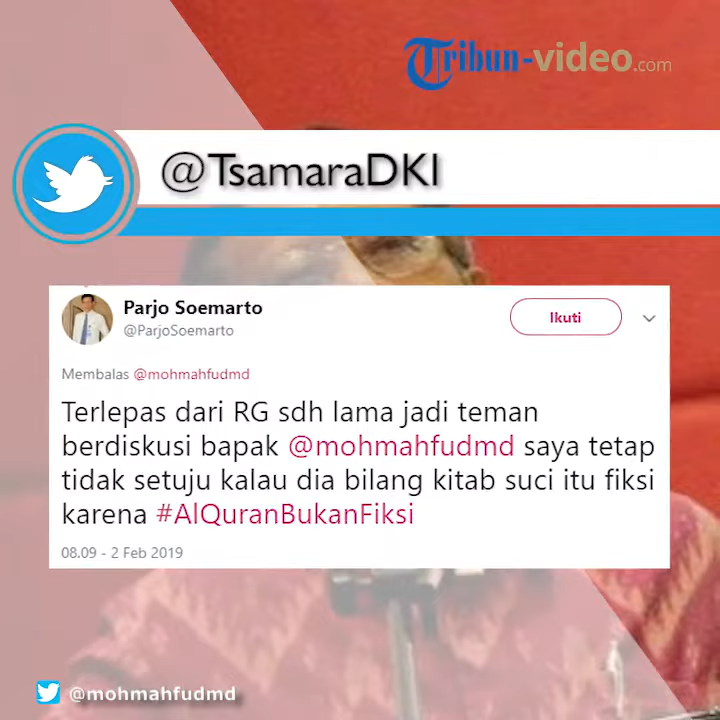 Tribun-video.com
@TsamaraDKI
Parjo Soemarto
@ParjoSoemarto
Ikuti
Membalas @mohmahfudmd
Terlepas dari RG sdh lama jadi teman
berdiskusi bapak @mohmahfudmd saya tetap
tidak setuju kalau dia bilang kitab suci itu fiksi
karena #AlQuranBukanFiksi
08.09 - 2 Feb 2019
@mohmahfudmd